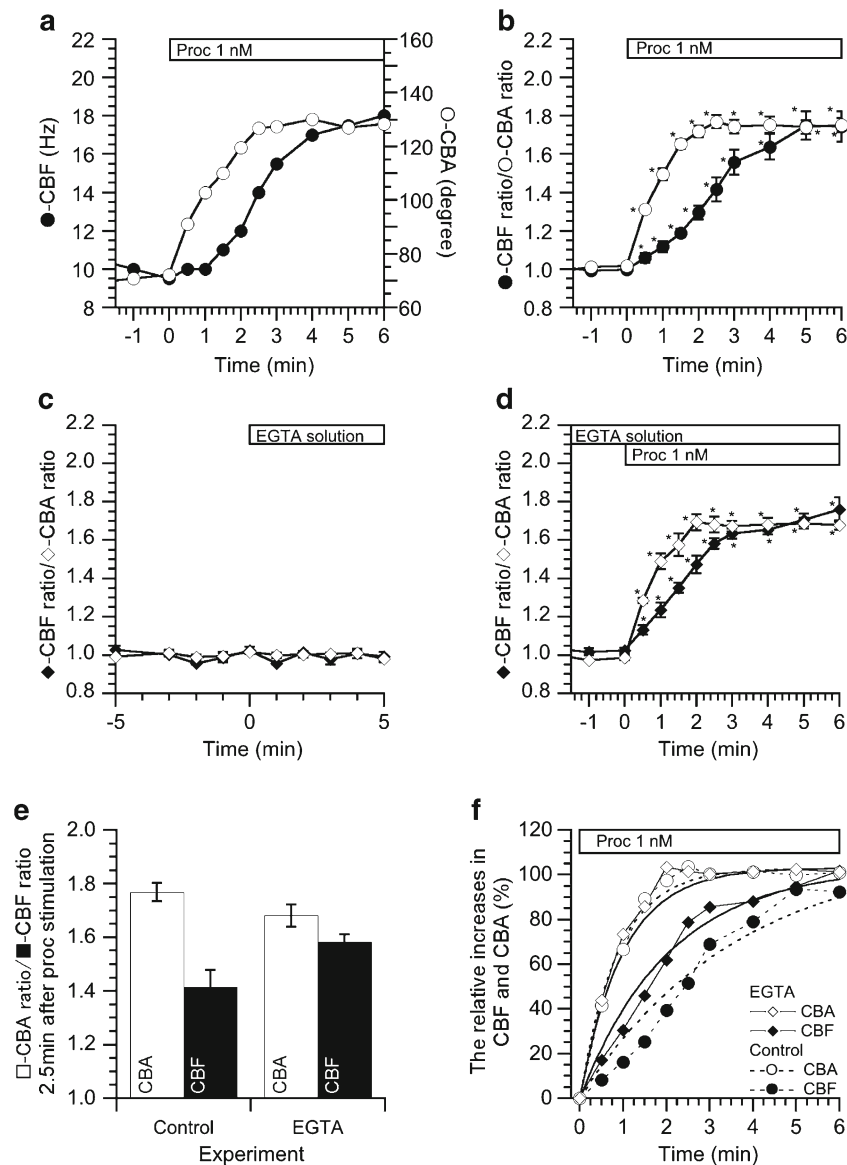 a
Proc 1 nM
22
20
18
16
14
12
10
8
160
140
120
100
80
60
●-CBF (Hz)
○-CBA (degree)
-1 0 1 2 3 4 5 6
Time (min)
b
Proc 1 nM
2.2
2.0
1.8
1.6
1.4
1.2
1.0
0.8
●-CBF ratio/○-CBA ratio
* * * * * * * * * *
* * * * * * * * *
-1 0 1 2 3 4 5 6
Time (min)
c
EGTA solution
2.2
2.0
1.8
1.6
1.4
1.2
1.0
0.8
◆-CBF ratio/◇-CBA ratio
-5 0 5
Time (min)
d
EGTA solution
Proc 1 nM
2.2
2.0
1.8
1.6
1.4
1.2
1.0
0.8
◆-CBF ratio/◇-CBA ratio
* * * * * * * * *
* * * * * * * * *
-1 0 1 2 3 4 5 6
Time (min)
e
2.0
1.8
1.6
1.4
1.2
1.0
□-CBA ratio/■-CBF ratio
2.5min after proc stimulation
CBA
CBF
CBA
CBF
Control EGTA
Experiment
f
Proc 1 nM
120
100
80
60
40
20
0
The relative increases in
CBF and CBA (%)
EGTA
CBA
CBF
Control
CBA
CBF
0 1 2 3 4 5 6
Time (min)